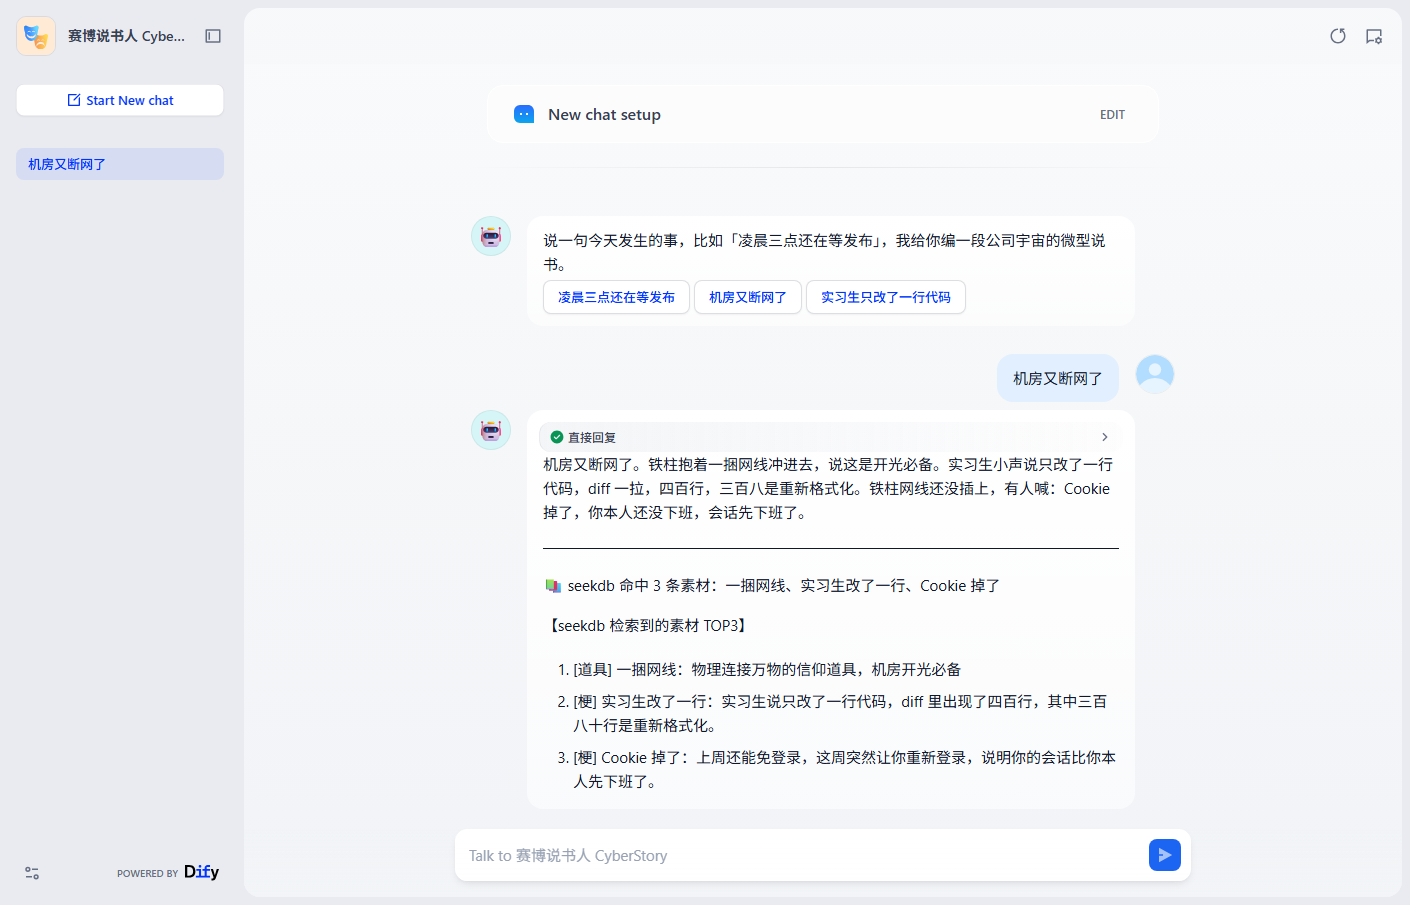 赛博说书人 Cybe...
Start New chat
机房又断网了
New chat setup
EDIT
说一句今天发生的事，比如「凌晨三点还在等发布」，我给你编一段公司宇宙的微型说
书。
凌晨三点还在等发布
机房又断网了
实习生只改了一行代码
机房又断网了
直接回复
机房又断网了。铁柱抱着一捆网线冲进去，说这是开光必备。实习生小声说只改了一行
代码，diff 一拉，四百行，三百八是重新格式化。铁柱网线还没插上，有人喊：Cookie
掉了，你本人还没下班，会话先下班了。
seekdb 命中 3 条素材：一捆网线、实习生改了一行、Cookie 掉了
【seekdb 检索到的素材 TOP3】
1. [道具] 一捆网线：物理连接万物的信仰道具，机房开光必备
2. [梗] 实习生改了一行：实习生说只改了一行代码，diff 里出现了四百行，其中三百
八十行是重新格式化。
3. [梗] Cookie 掉了：上周还能免登录，这周突然让你重新登录，说明你的会话比你本
人先下班了。
Talk to 赛博说书人 CyberStory
POWERED BY Dify